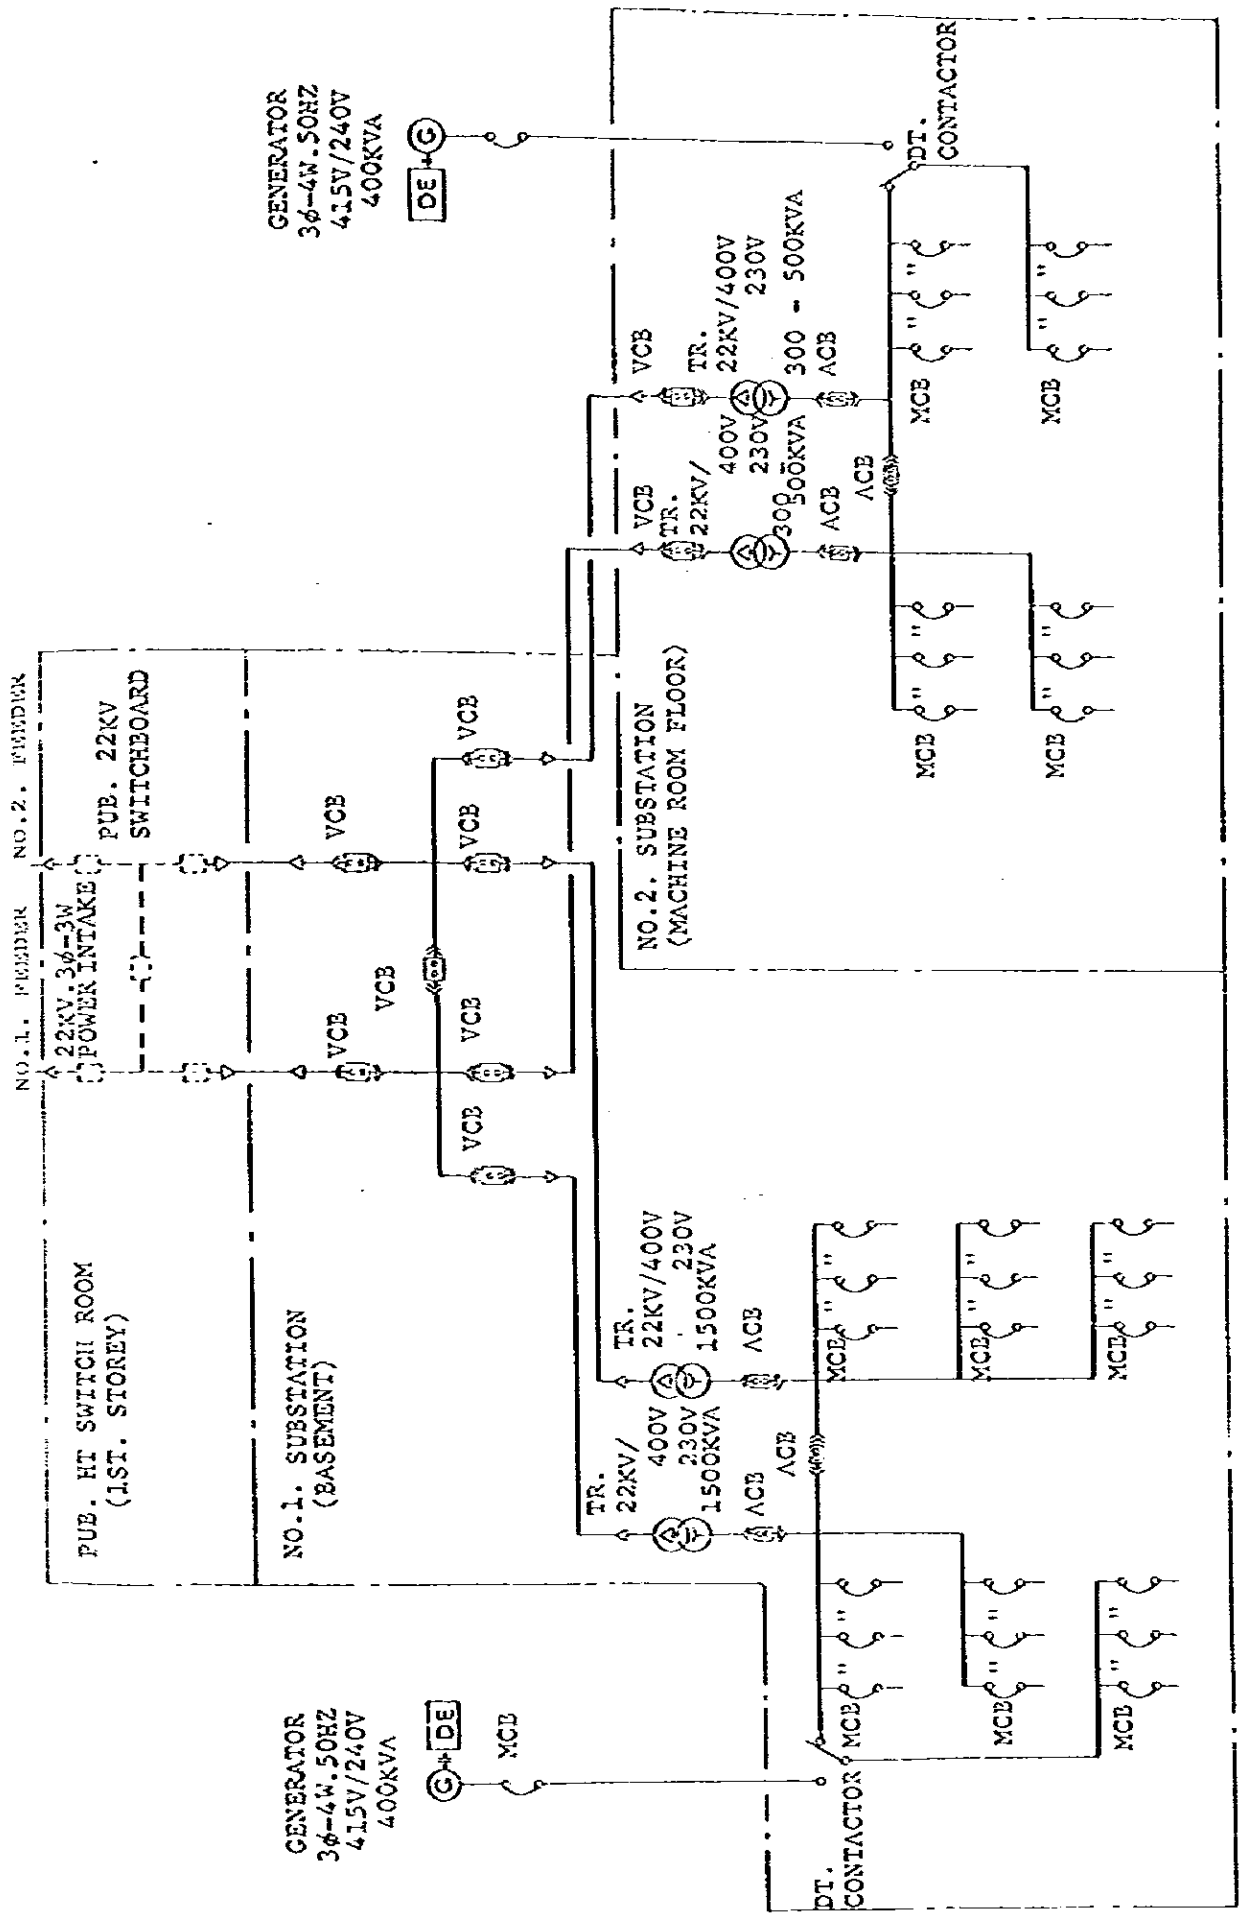 NO.1. FEEDER
NO.2. FEEDER
22KV.3φ-3W
POWER INTAKE
PUB. 22KV
SWITCHBOARD
PUB. HT SWITCH ROOM
(1ST. STOREY)
NO.1. SUBSTATION
(BASEMENT)
VCB
VCB
VCB
VCB
VCB
VCB
VCB
GENERATOR
3φ-4W.50HZ
415V/240V
400KVA
G
DE
MCB
GENERATOR
3φ-4W.50HZ
415V/240V
400KVA
DE
G
NO.2. SUBSTATION
(MACHINE ROOM FLOOR)
VCB
TR.
22KV/
400V
230V
300 -
500KVA
ACB
VCB
TR.
22KV/400V
230V
300 - 500KVA
ACB
ACB
DT.
CONTACTOR
MCB " "
MCB " "
MCB " "
MCB " "
TR.
22KV/
400V
230V
1500KVA
ACB
TR.
22KV/400V
230V
1500KVA
ACB
ACB
DT.
CONTACTOR
MCB " "
MCB " "
MCB " "
MCB " "
MCB " "
MCB " "